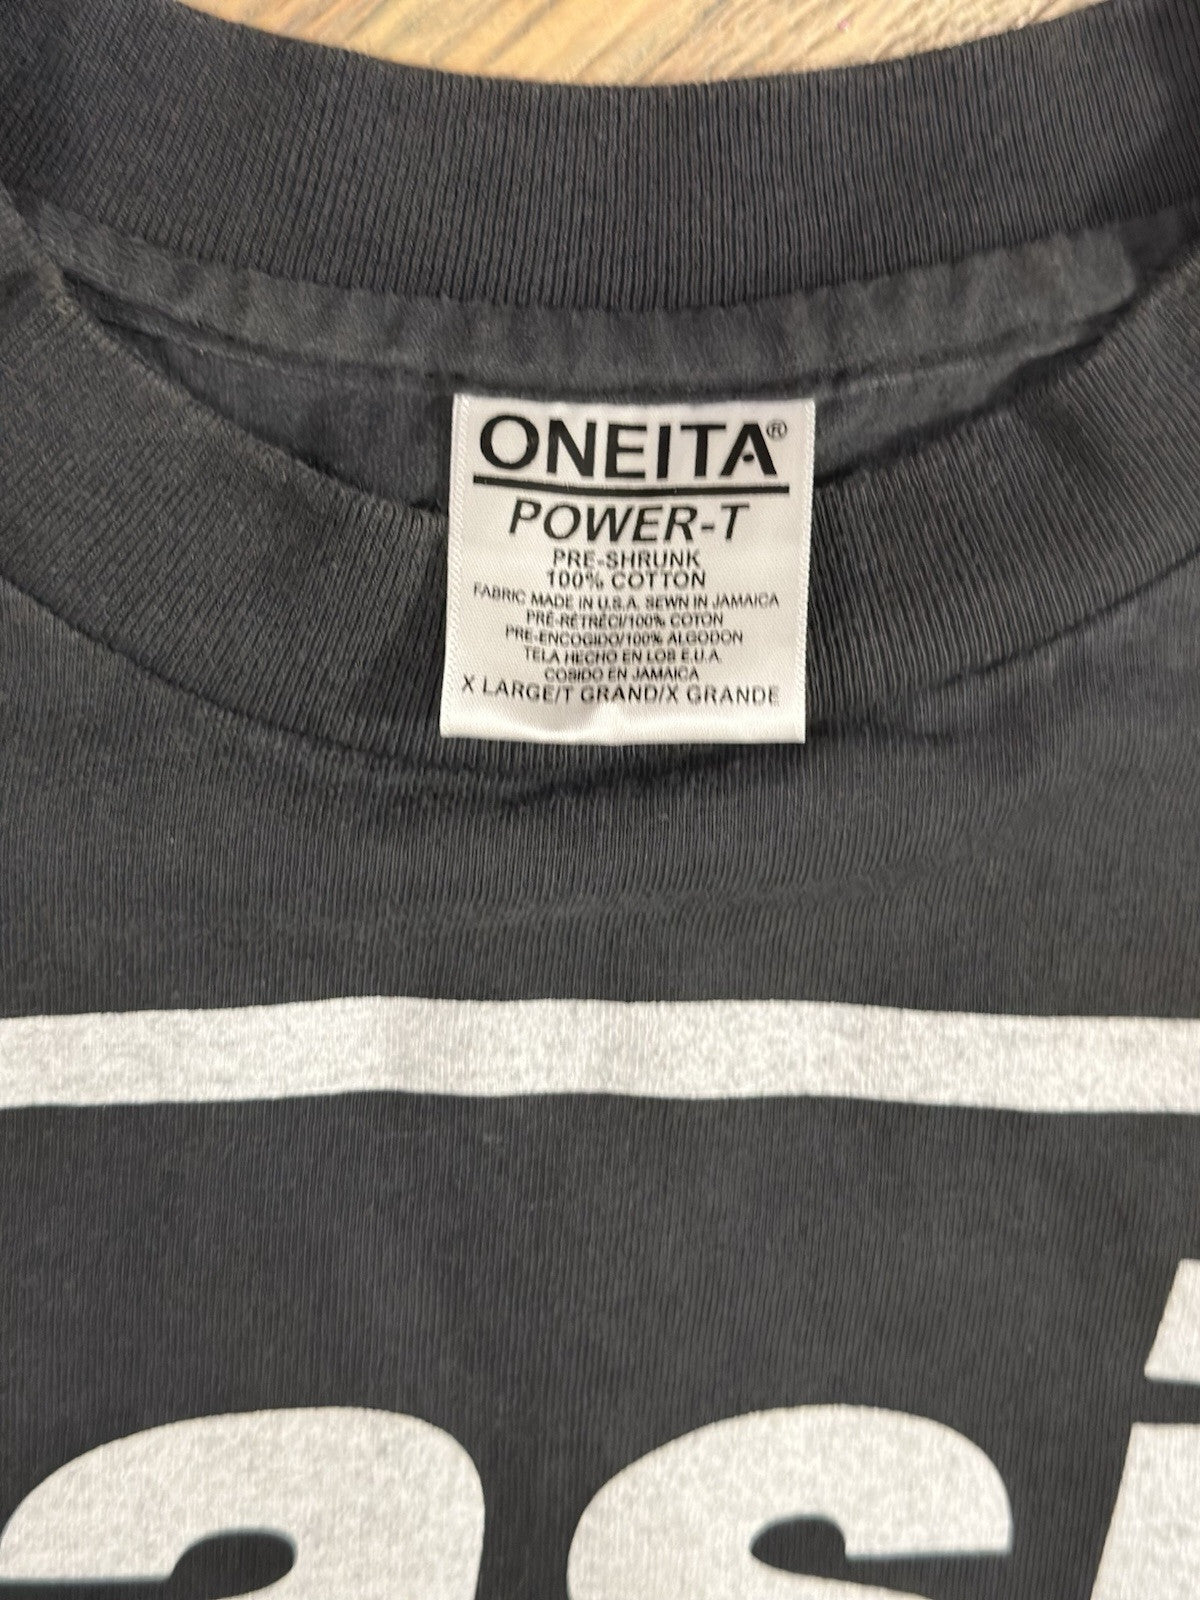 ONEITA®
POWER-T
PRE-SHRUNK
100% COTTON
FABRIC MADE IN U.S.A. SEWN IN JAMAICA
PRÉ-RÉTRÉCI/100% COTON
PRE-ENCOGIDO/100% ALGODON
TELA HECHO EN LOS E.U.A.
COSIDO EN JAMAICA
X LARGE/T GRAND/X GRANDE
asi